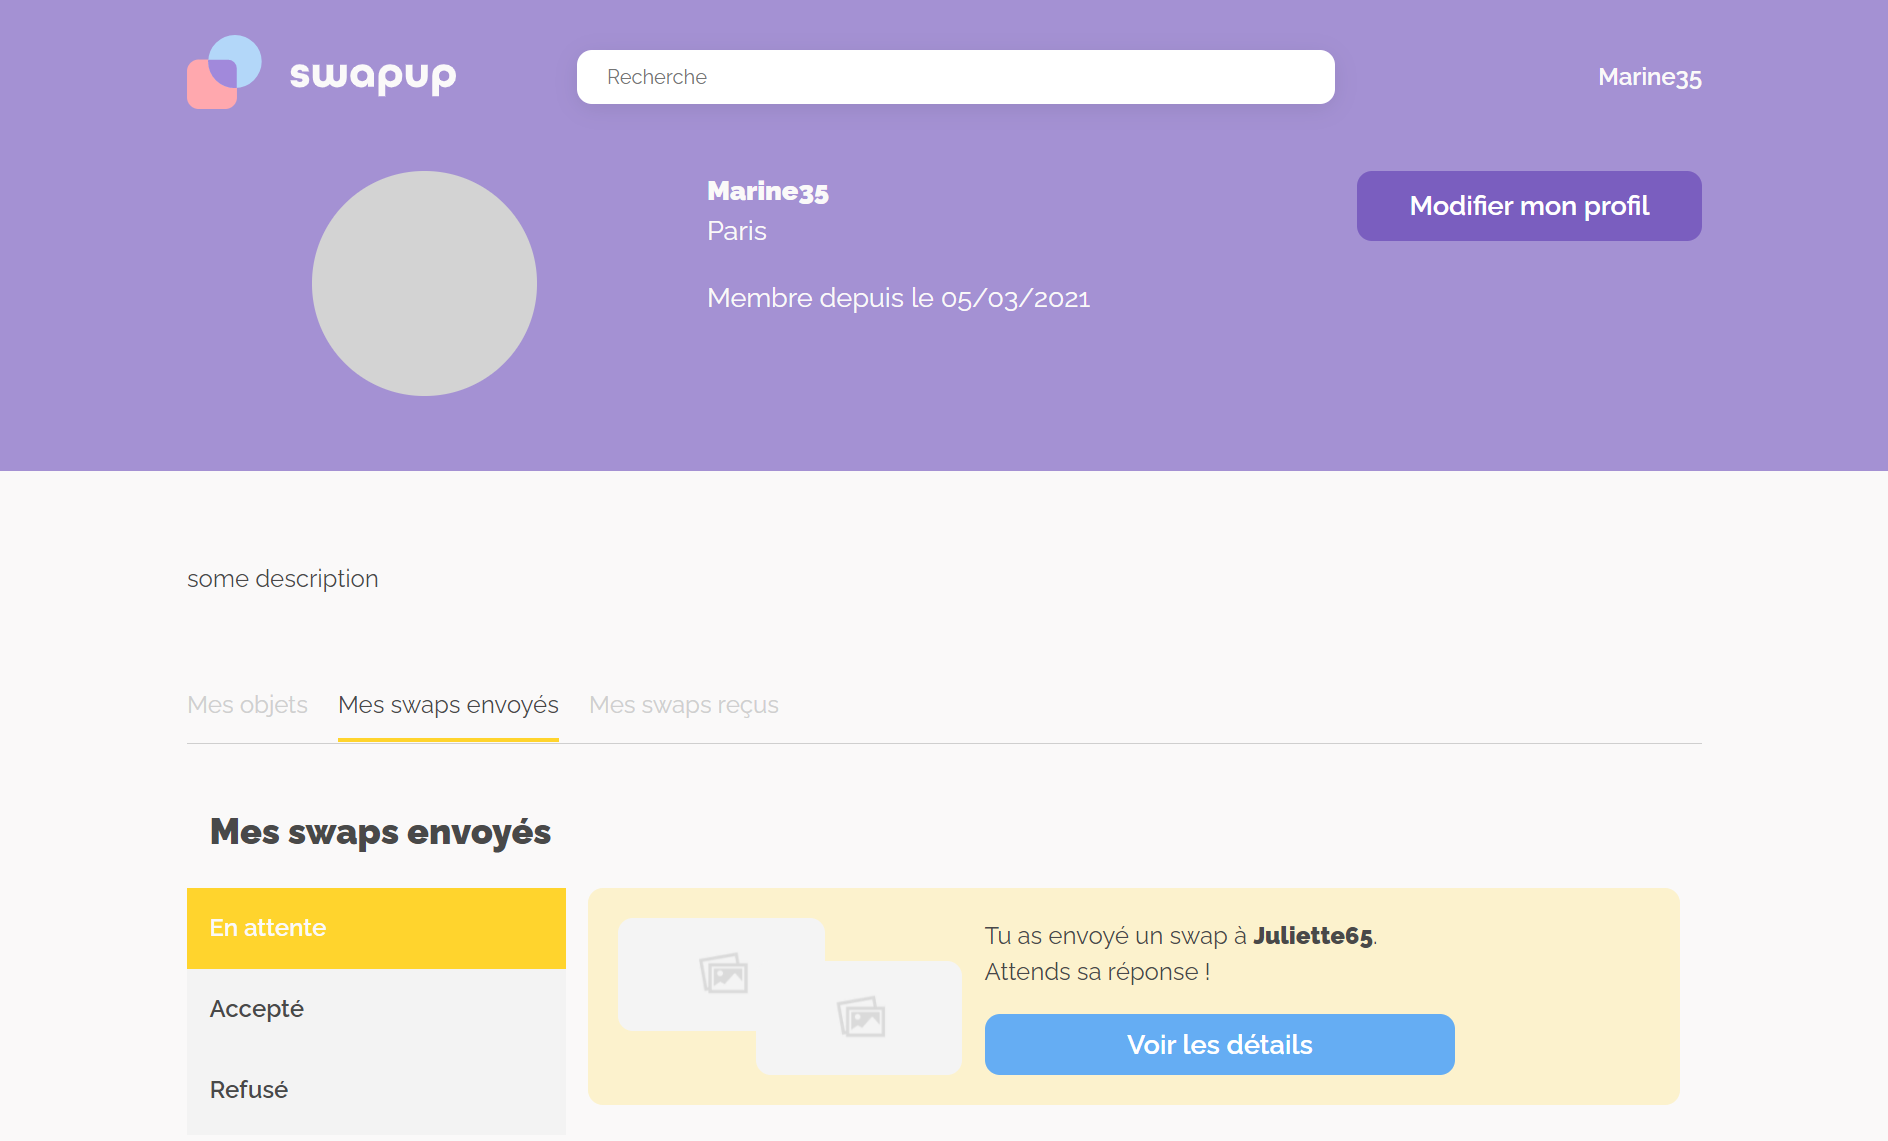 swapup
Recherche
Marine35
Marine35
Paris
Membre depuis le 05/03/2021
Modifier mon profil
some description
Mes objets
Mes swaps envoyés
Mes swaps reçus
Mes swaps envoyés
En attente
Accepté
Refusé
Tu as envoyé un swap à Juliette65.
Attends sa réponse !
Voir les détails